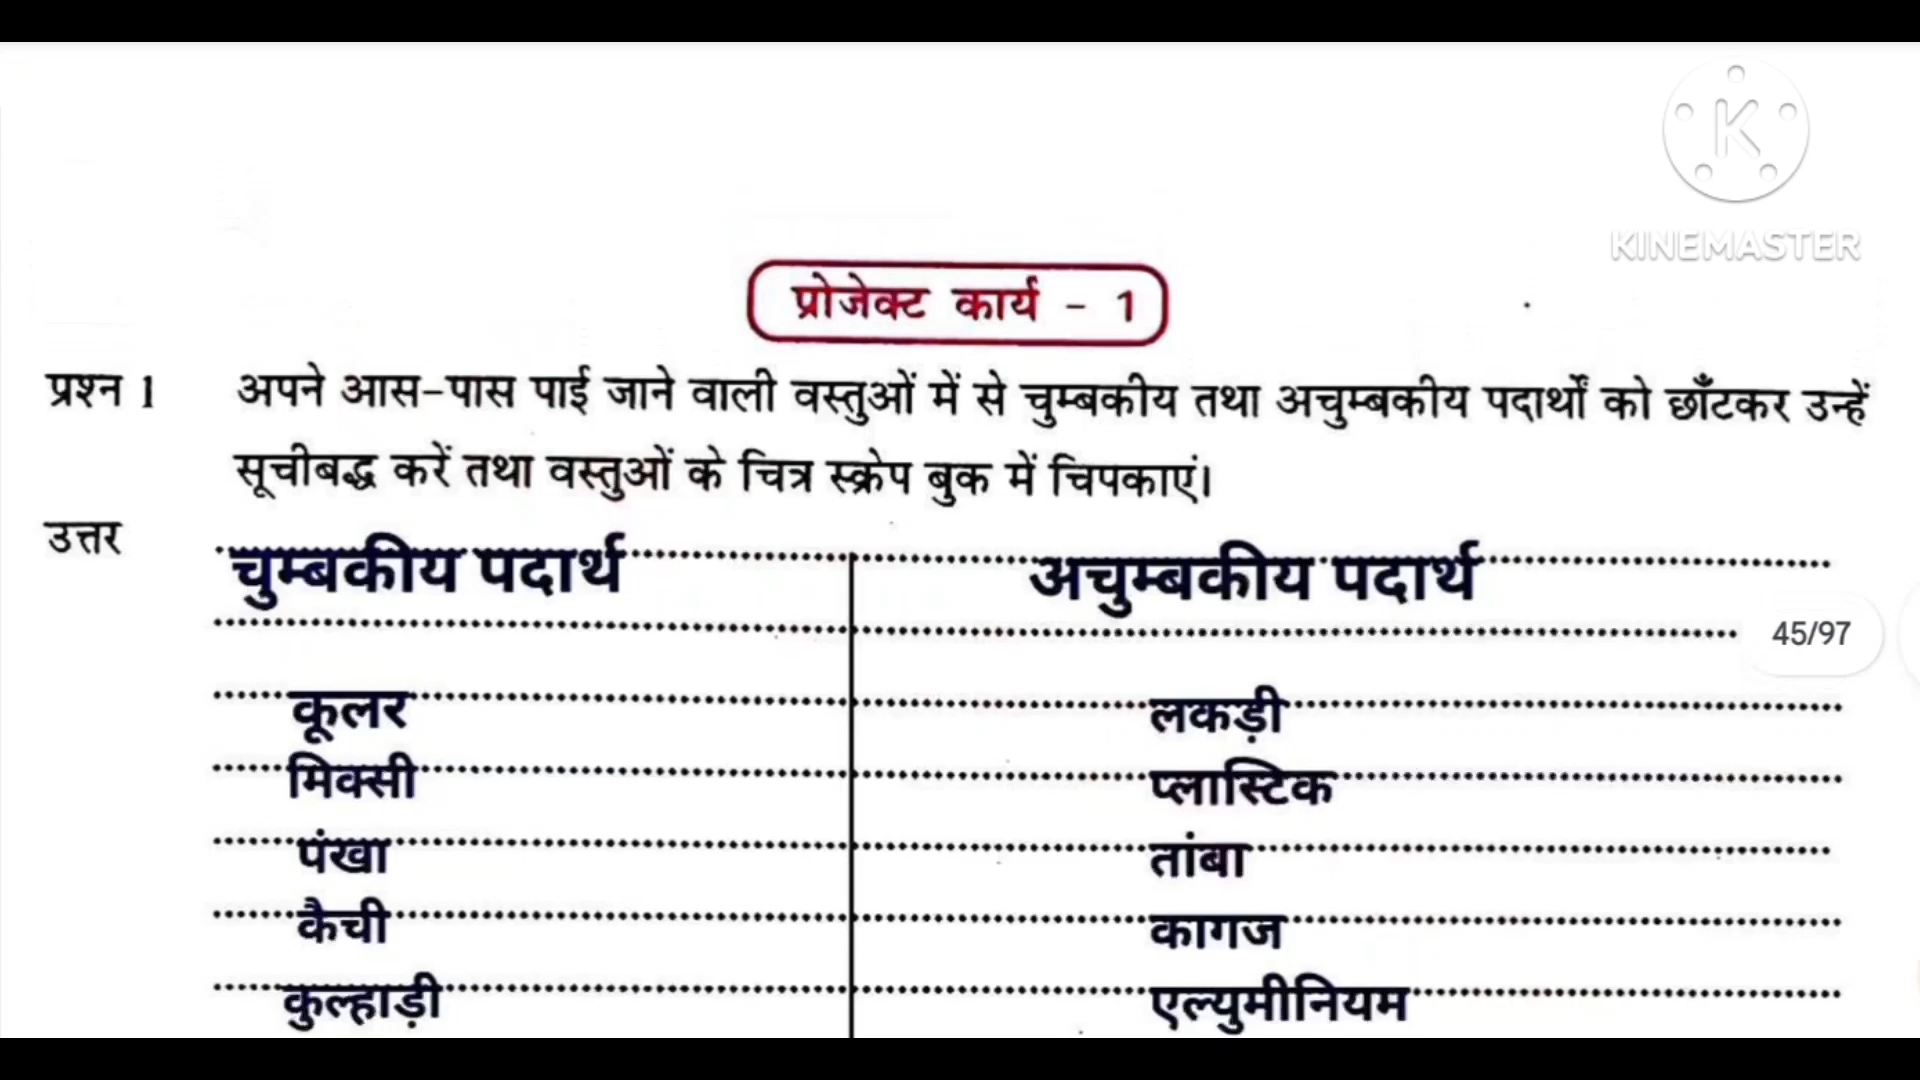 KINEMASTER
प्रोजेक्ट कार्य - 1
प्रश्न 1 अपने आस-पास पाई जाने वाली वस्तुओं में से चुम्बकीय तथा अचुम्बकीय पदार्थों को छाँटकर उन्हें
सूचीबद्ध करें तथा वस्तुओं के चित्र स्क्रेप बुक में चिपकाएं।
उत्तर चुम्बकीय पदार्थ अचुम्बकीय पदार्थ
45/97
कूलर लकड़ी
मिक्सी प्लास्टिक
पंखा तांबा
कैची कागज
कुल्हाड़ी एल्युमीनियम